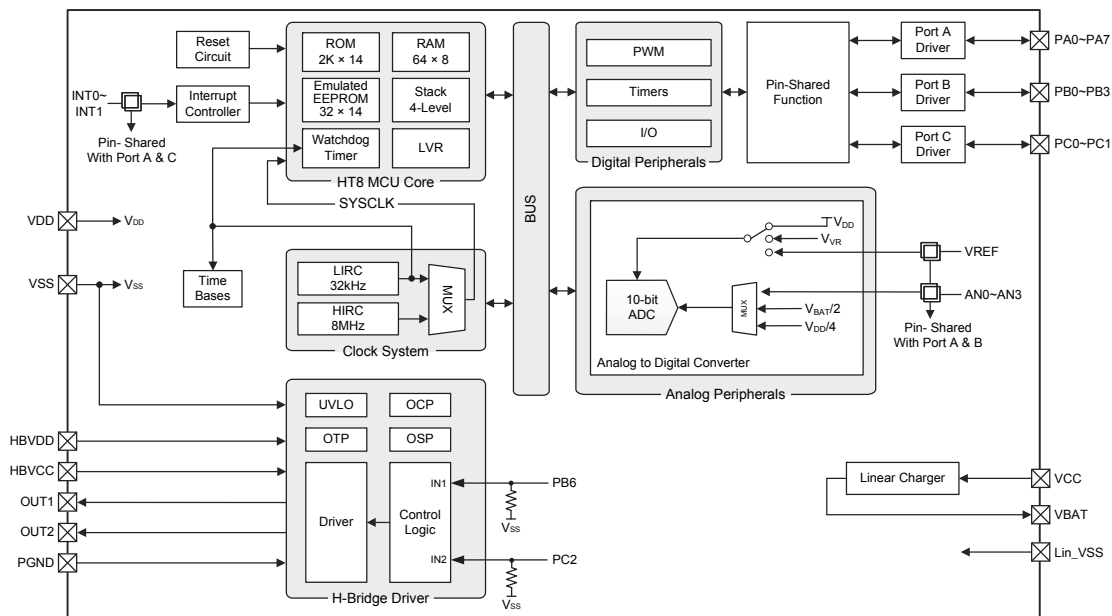 Reset
Circuit
INT0~
INT1
Interrupt
Controller
Pin- Shared
With Port A & C
ROM
2K × 14
RAM
64 × 8
Emulated
EEPROM
32 × 14
Stack
4-Level
Watchdog
Timer
LVR
HT8 MCU Core
SYSCLK
BUS
PWM
Timers
I/O
Digital Peripherals
Pin-Shared
Function
Port A
Driver
PA0~PA7
Port B
Driver
PB0~PB3
Port C
Driver
PC0~PC1
VDD
VDD
VSS
VSS
Time
Bases
LIRC
32kHz
HIRC
8MHz
MUX
Clock System
VDD
VVR
VREF
10-bit
ADC
MUX
AN0~AN3
VBAT/2
VDD/4
Pin- Shared
With Port A & B
Analog to Digital Converter
Analog Peripherals
UVLO
OCP
OTP
OSP
HBVDD
HBVCC
OUT1
OUT2
PGND
Driver
Control
Logic
IN1
IN2
PB6
VSS
PC2
VSS
H-Bridge Driver
Linear Charger
VCC
VBAT
Lin_VSS